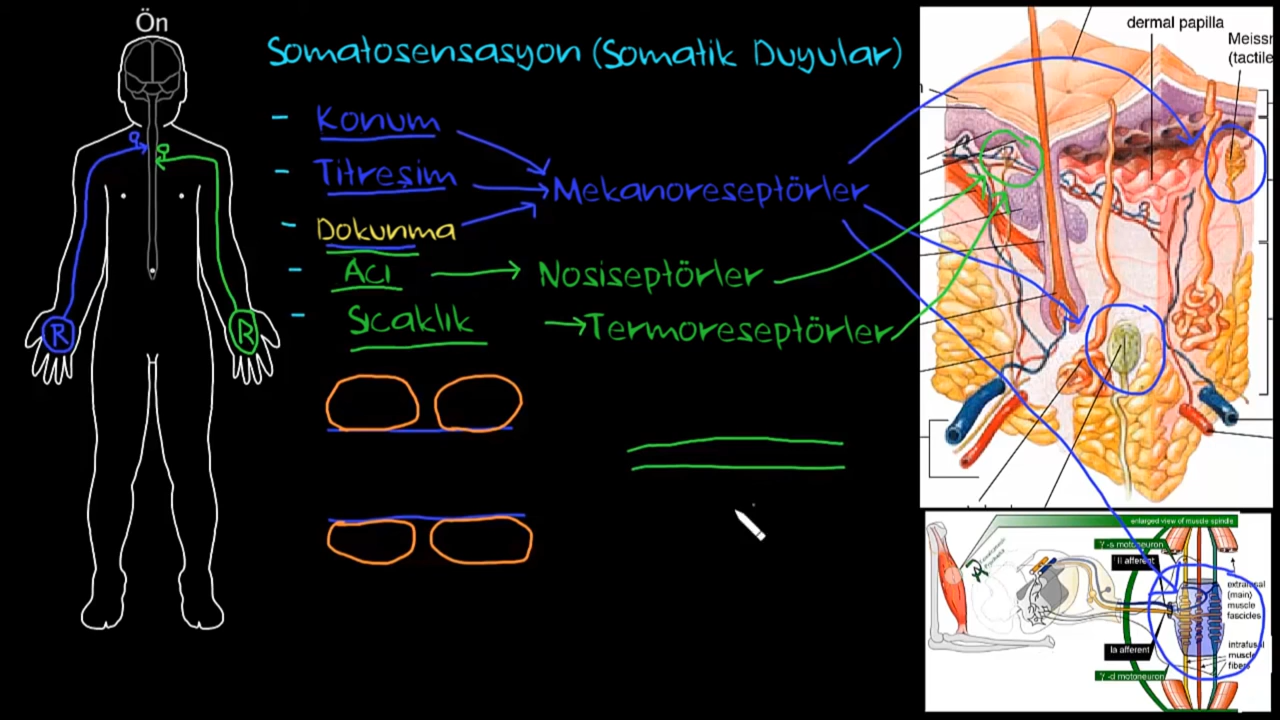 Ön
Somatosensasyon (Somatik Duyular)
- Konum
- Titreşim
- Dokunma
- Acı
- Sıcaklık
Mekanoreseptörler
Nosiseptörler
Termoreseptörler
R
R
dermal papilla
Meissr
(tactile
enlarged view of muscle spindle
γ -s motoneuron
II afferent
extrafusal
(main)
muscle
fascicles
Ia afferent
intrafusal
muscle
fibers
γ -d motoneuron